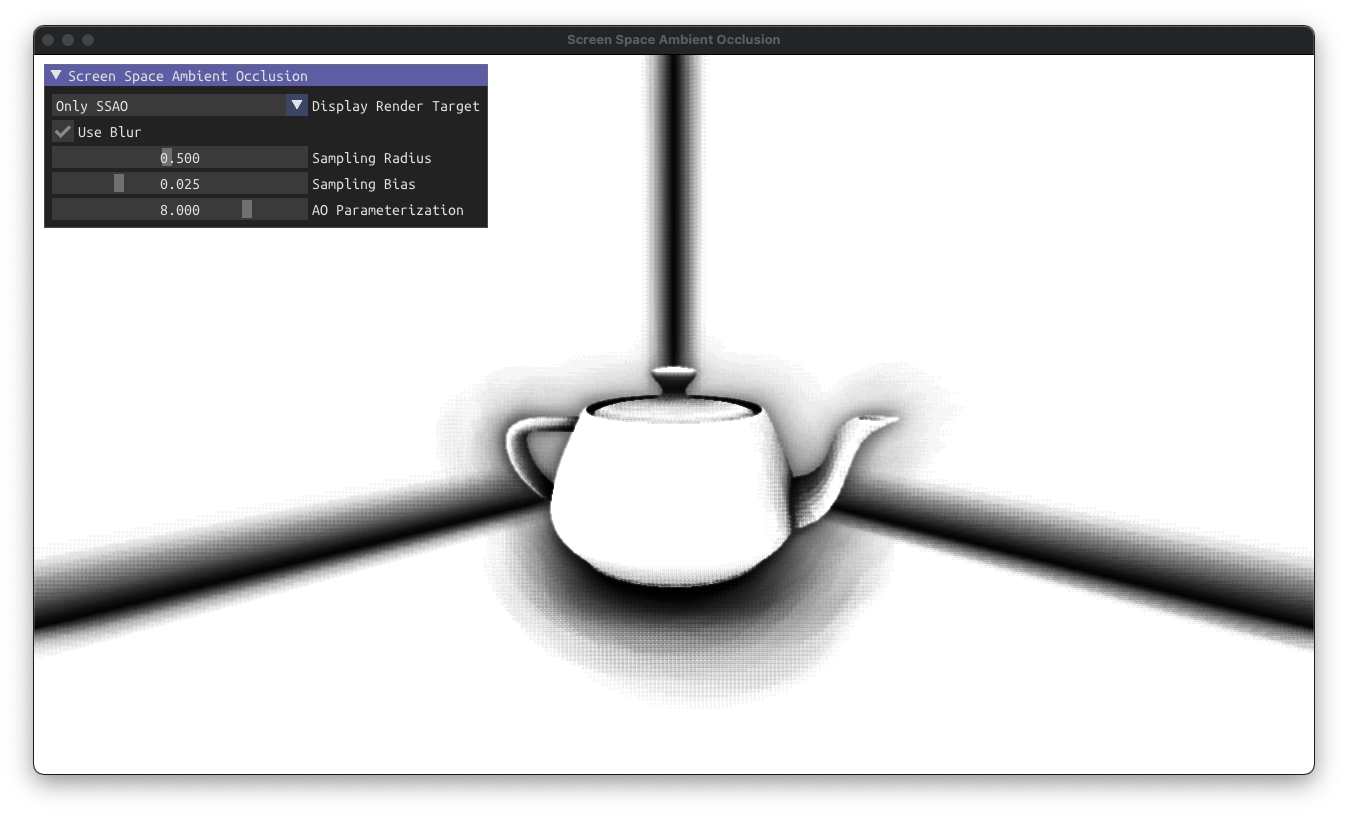 Screen Space Ambient Occlusion
Screen Space Ambient Occlusion
Only SSAO Display Render Target
Use Blur
0.500 Sampling Radius
0.025 Sampling Bias
8.000 AO Parameterization